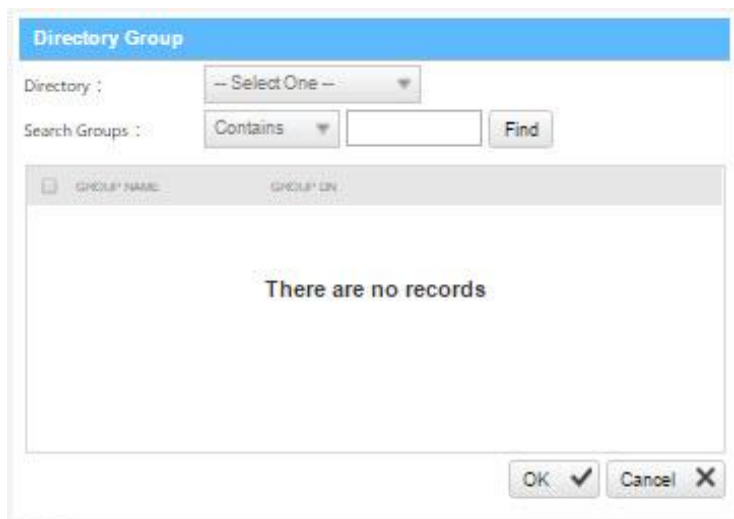 Directory Group
Directory :
-- Select One --
Search Groups :
Contains
Find
GROUP NAME
GROUP DN
There are no records
OK
Cancel